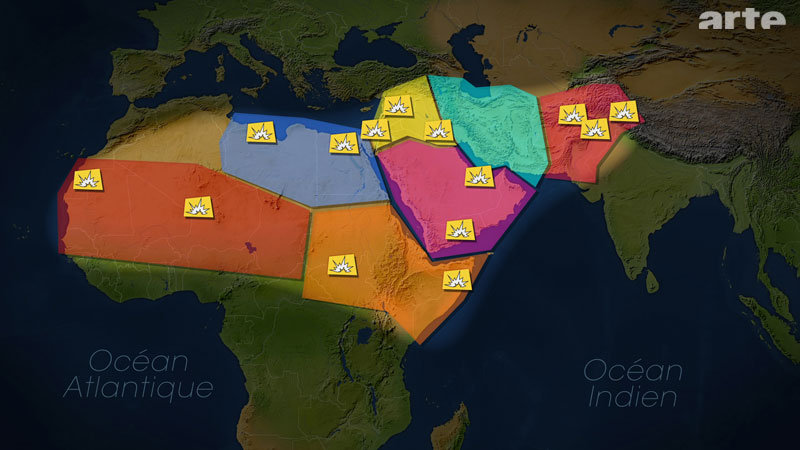 arte
Océan
Atlantique
Océan
Indien